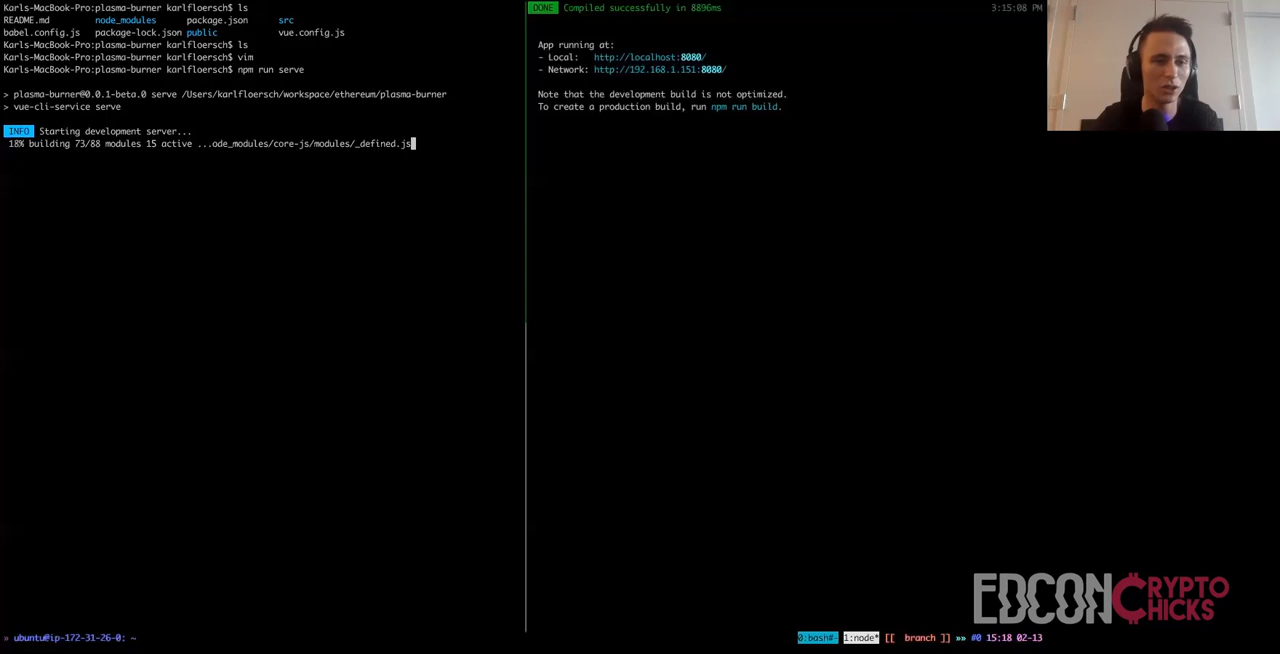 Karls-MacBook-Pro:plasma-burner karlfloersch$ ls
README.md node_modules package.json src
babel.config.js package-lock.json public vue.config.js
Karls-MacBook-Pro:plasma-burner karlfloersch$ ls
Karls-MacBook-Pro:plasma-burner karlfloersch$ vim
Karls-MacBook-Pro:plasma-burner karlfloersch$ npm run serve
> plasma-burner@0.0.1-beta.0 serve /Users/karlfloersch/workspace/ethereum/plasma-burner
> vue-cli-service serve
INFO Starting development server...
18% building 73/88 modules 15 active ...ode_modules/core-js/modules/_defined.js
DONE Compiled successfully in 8896ms 3:15:08 PM
App running at:
- Local: http://localhost:8080/
- Network: http://192.168.1.151:8080/
Note that the development build is not optimized.
To create a production build, run npm run build.
EDCON CRYPTO CHICKS
» ubuntu@ip-172-31-26-0: ~ 0:bash#- 1:node* [[ branch ]] »» #0 15:18 02-13